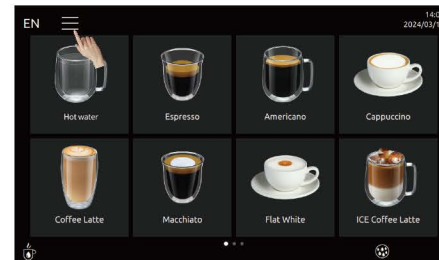 EN
14:0
2024/03/1
Hot water
Espresso
Americano
Cappuccino
Coffee Latte
Macchiato
Flat White
ICE Coffee Latte